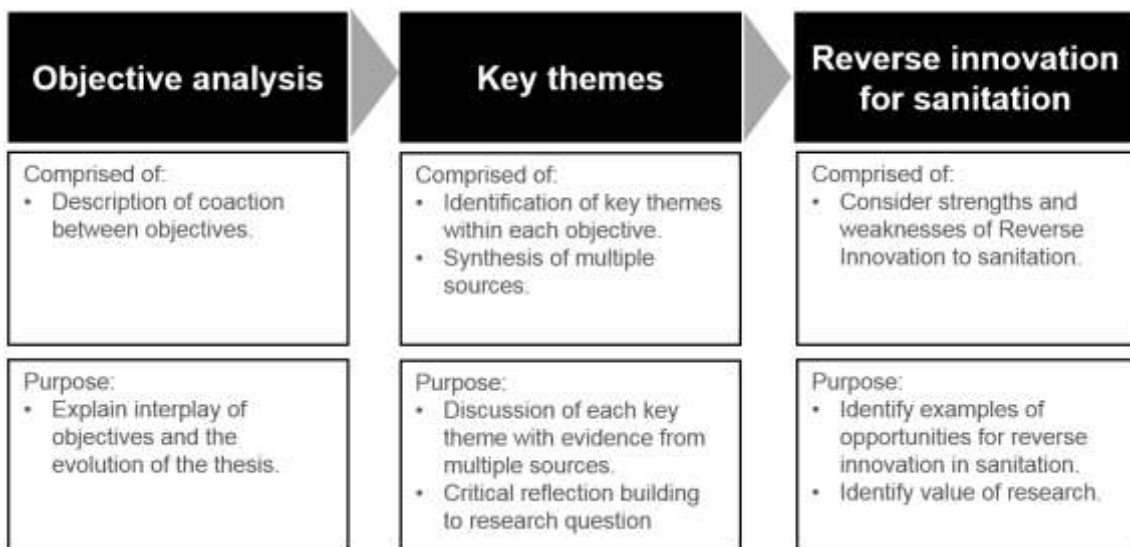 Objective analysis
Key themes
Reverse innovation
for sanitation
Comprised of:
• Description of coaction
between objectives.
Comprised of:
• Identification of key themes
within each objective.
• Synthesis of multiple
sources.
Comprised of:
• Consider strengths and
weaknesses of Reverse
Innovation to sanitation.
Purpose:
• Explain interplay of
objectives and the
evolution of the thesis.
Purpose:
• Discussion of each key
theme with evidence from
multiple sources.
• Critical reflection building
to research question
Purpose:
• Identify examples of
opportunities for reverse
innovation in sanitation.
• Identify value of research.